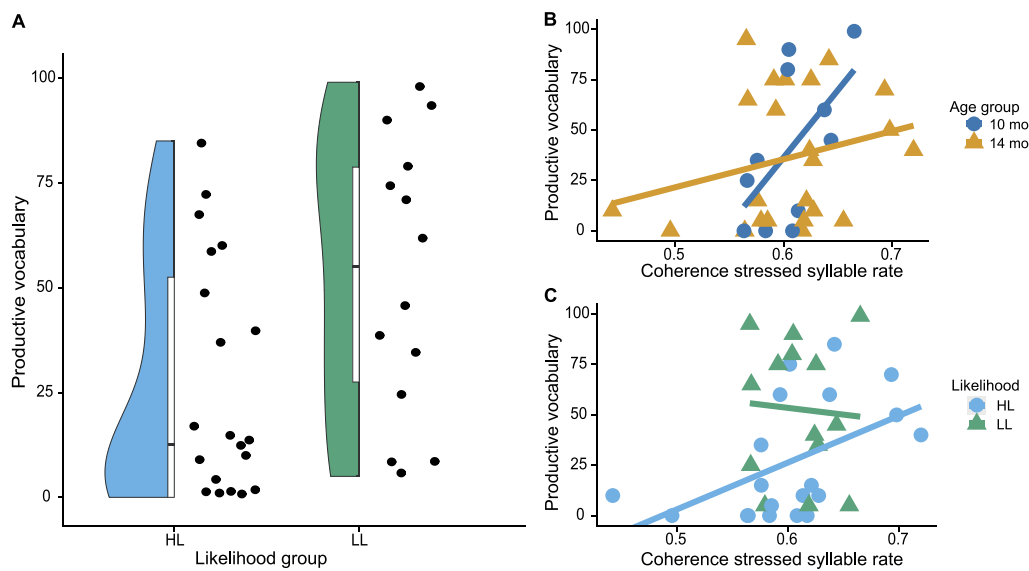 A
Productive vocabulary
100
75
50
25
0
HL
LL
Likelihood group
B
Productive vocabulary
100
75
50
25
0
0.5
0.6
0.7
Coherence stressed syllable rate
Age group
10 mo
14 mo
C
Productive vocabulary
100
75
50
25
0
0.5
0.6
0.7
Coherence stressed syllable rate
Likelihood
HL
LL